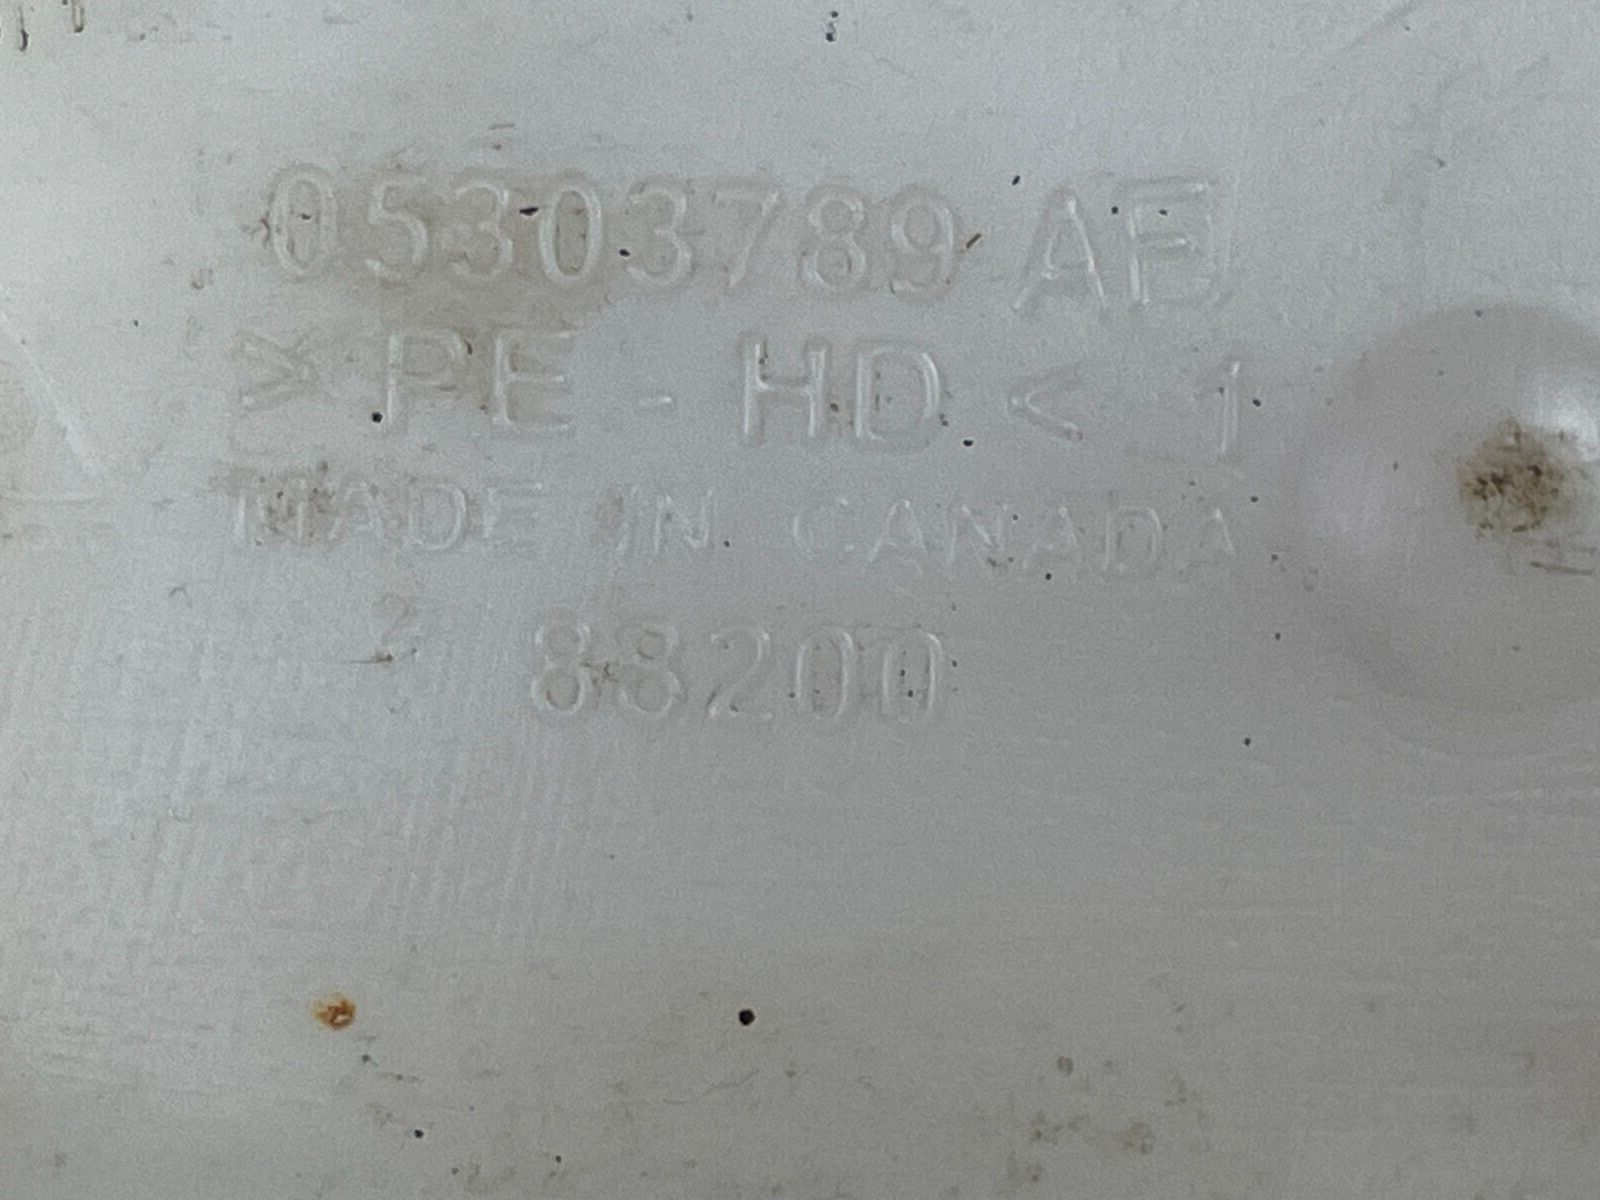 05303789 AE
>PE-HD< 1
MADE IN CANADA
88200